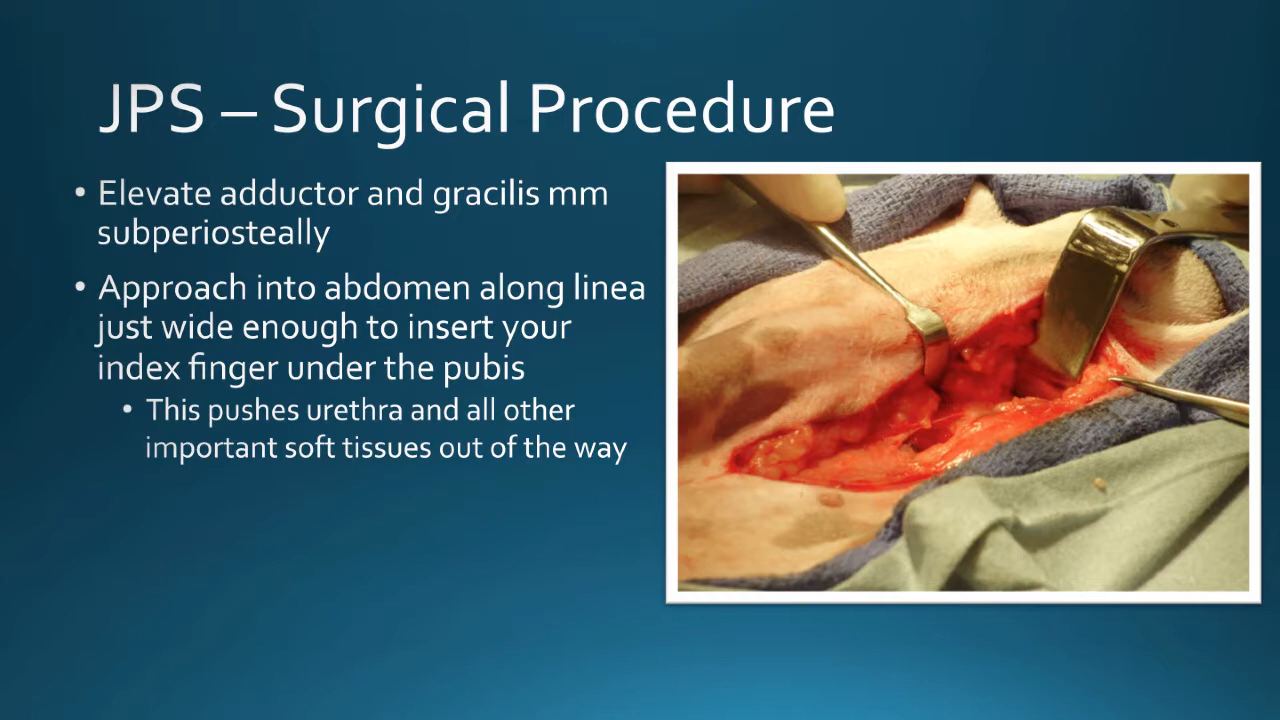 JPS – Surgical Procedure
• Elevate adductor and gracilis mm
subperiosteally
• Approach into abdomen along linea
just wide enough to insert your
index finger under the pubis
• This pushes urethra and all other
important soft tissues out of the way